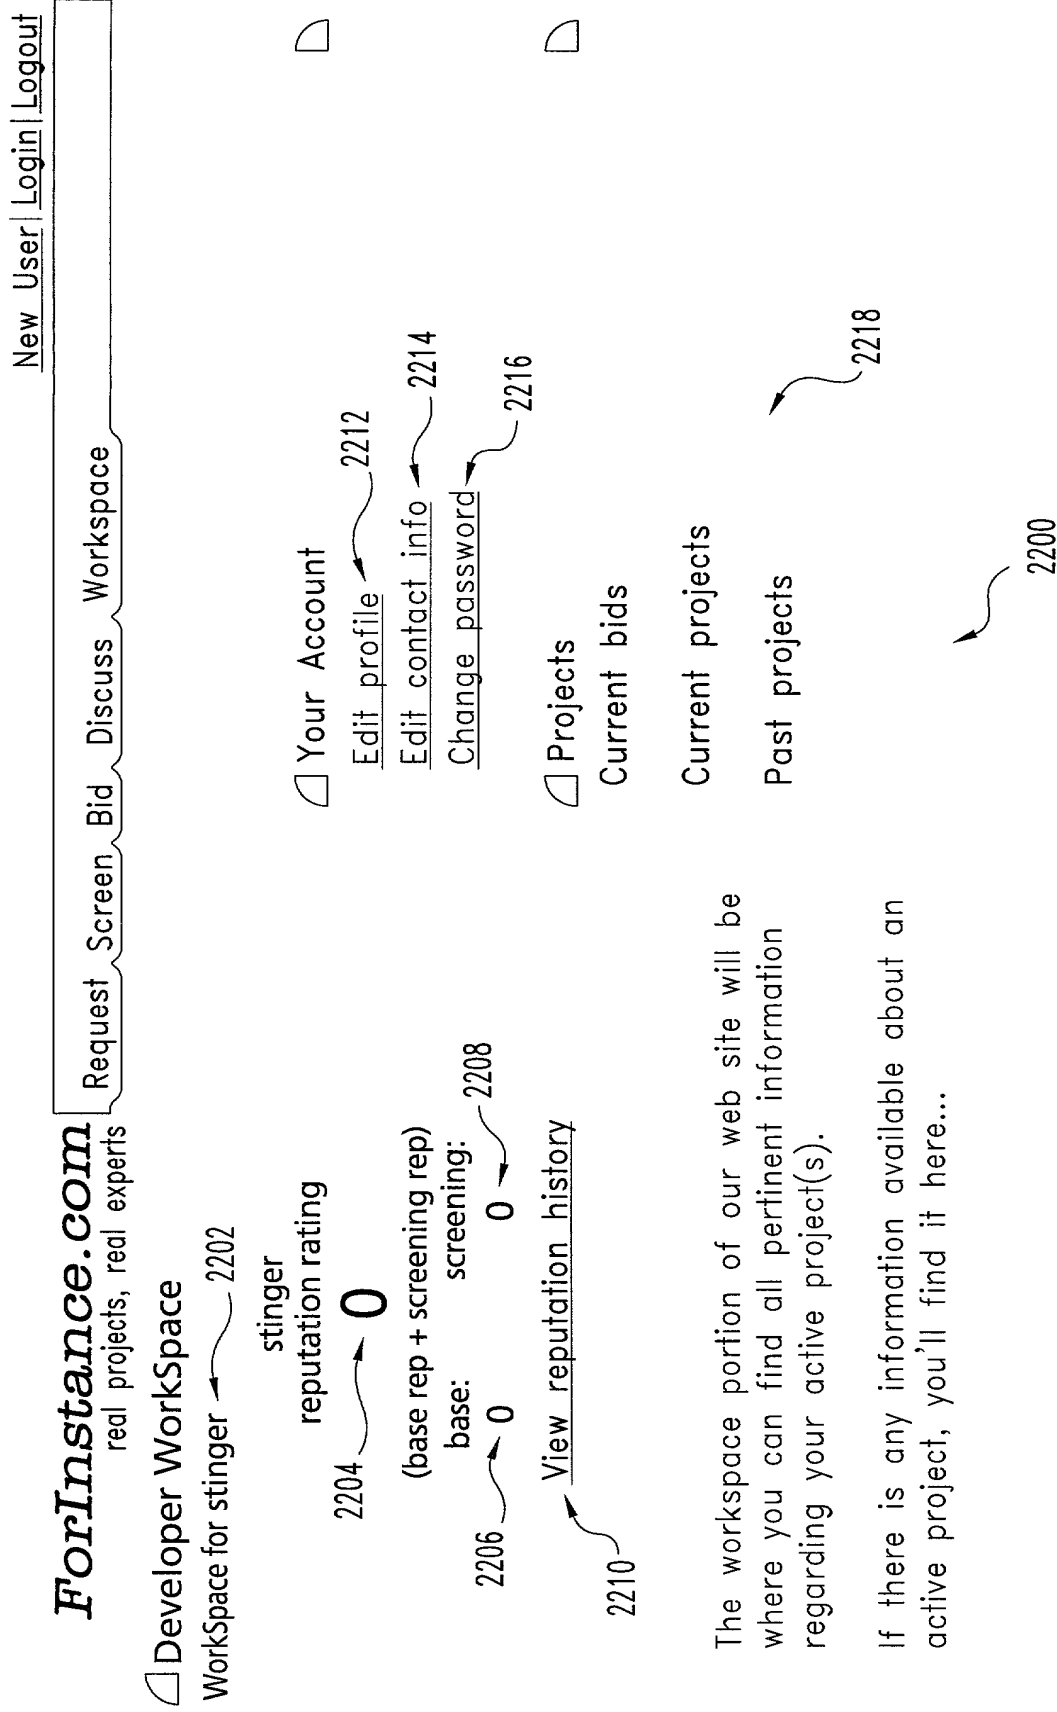 New User | Login | Logout
ForInstance.com
real projects, real experts
Request Screen Bid Discuss Workspace
Developer WorkSpace
WorkSpace for stinger 2202
stinger
reputation rating
2204 0
(base rep + screening rep)
base: screening:
2206 0 0 2208
View reputation history
2210
The workspace portion of our web site will be
where you can find all pertinent information
regarding your active project(s).
If there is any information available about an
active project, you'll find it here...
Your Account
Edit profile 2212
Edit contact info 2214
Change password 2216
Projects
Current bids
Current projects
Past projects
2218
2200